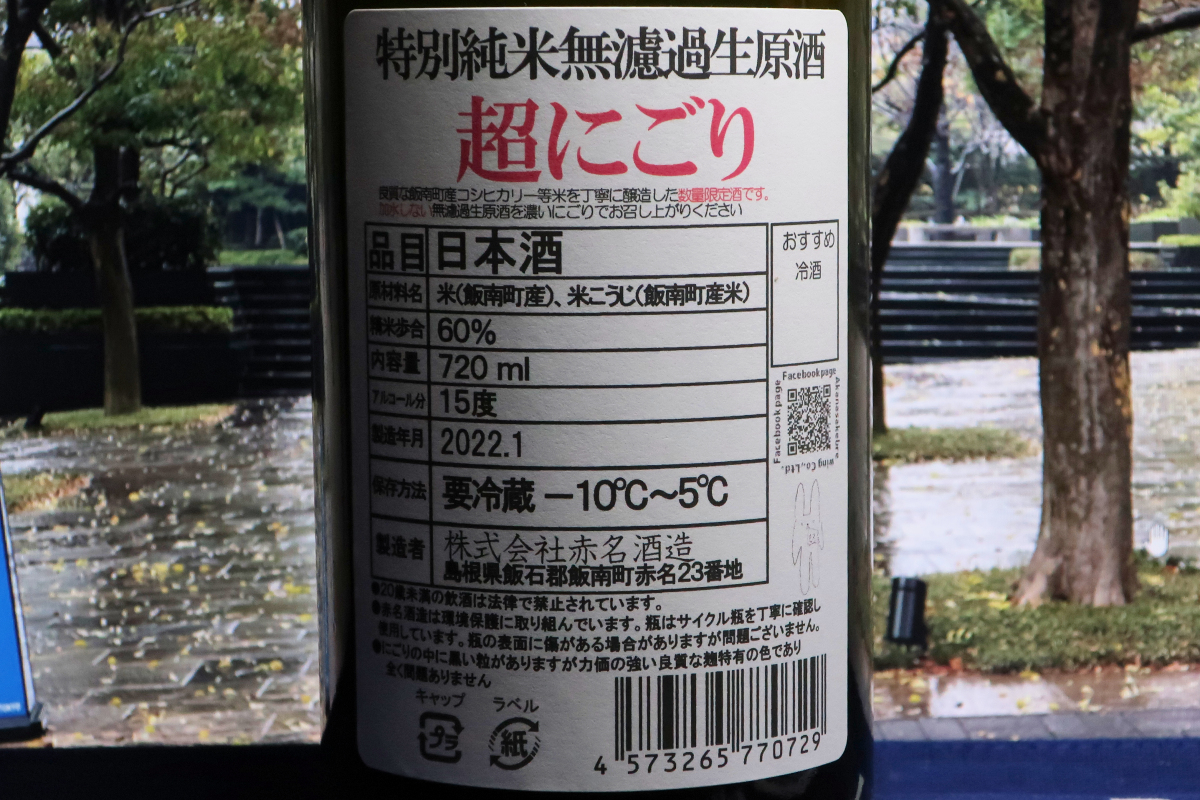 特別純米無濾過生原酒
超にごり
良質な飯南町産コシヒカリ一等米を丁寧に醸造した数量限定酒です。
加水しない無濾過生原酒を濃いにごりでお召し上がりください
品目 日本酒
原材料名 米(飯南町産)、米こうじ(飯南町産米)
精米歩合 60%
内容量 720 ml
アルコール分 15度
製造年月 2022.1
保存方法 要冷蔵 −10℃〜5℃
製造者 株式会社赤名酒造
島根県飯石郡飯南町赤名23番地
おすすめ
冷酒
Facebookpage
Facebookpage
Akanasakebre
wing Co., Ltd.
●20歳未満の飲酒は法律で禁止されています。
●赤名酒造は環境保護に取り組んでいます。瓶はサイクル瓶を丁寧に確認し
使用しています。瓶の表面に傷がある場合がありますが問題ございません。
●にごりの中に黒い粒がありますが力価の強い良質な麹特有の色であり
全く問題ありません
キャップ ラベル
プラ 紙
4 573265 770729